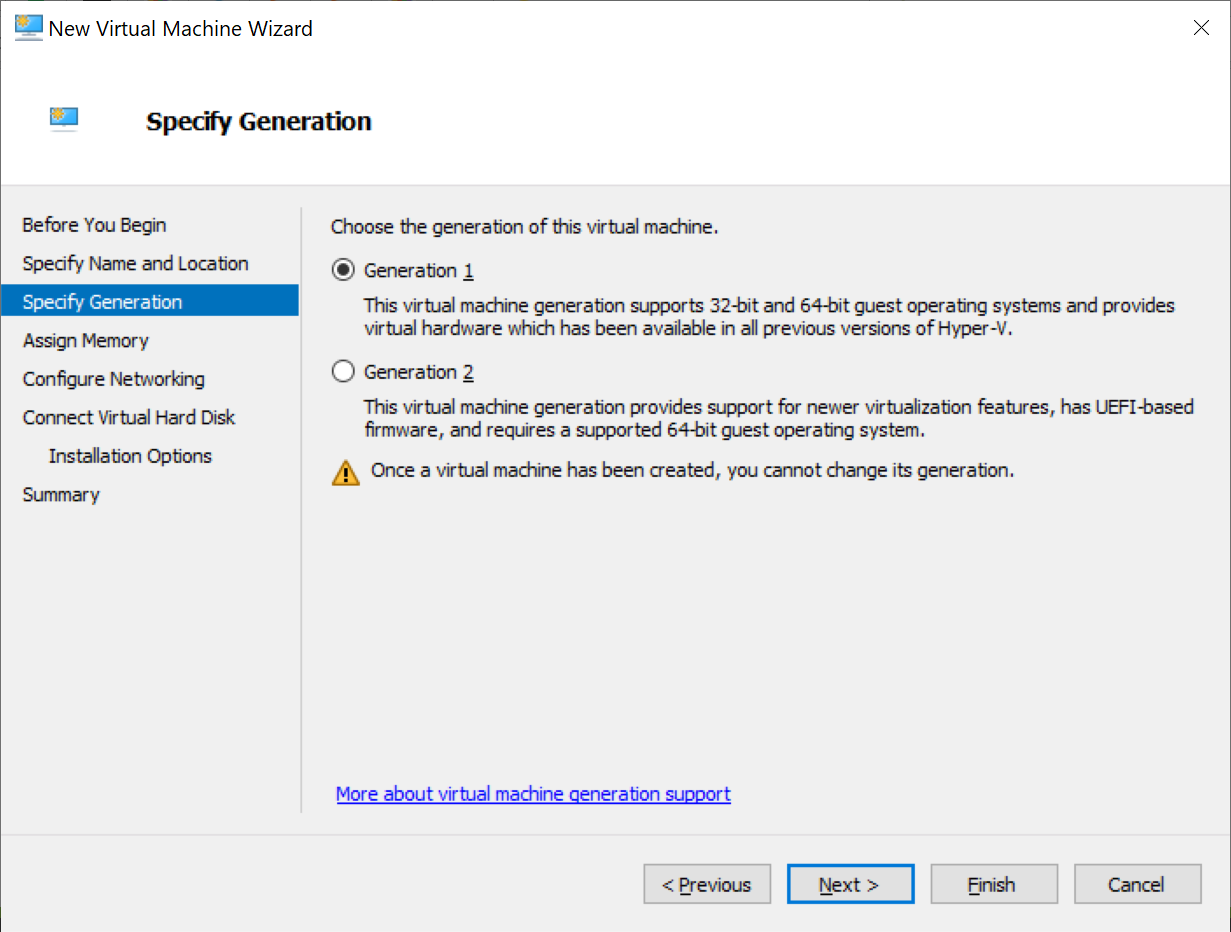 New Virtual Machine Wizard
Specify Generation
Before You Begin
Specify Name and Location
Specify Generation
Assign Memory
Configure Networking
Connect Virtual Hard Disk
Installation Options
Summary
Choose the generation of this virtual machine.
Generation 1
This virtual machine generation supports 32-bit and 64-bit guest operating systems and provides
virtual hardware which has been available in all previous versions of Hyper-V.
Generation 2
This virtual machine generation provides support for newer virtualization features, has UEFI-based
firmware, and requires a supported 64-bit guest operating system.
Once a virtual machine has been created, you cannot change its generation.
More about virtual machine generation support
< Previous
Next >
Finish
Cancel